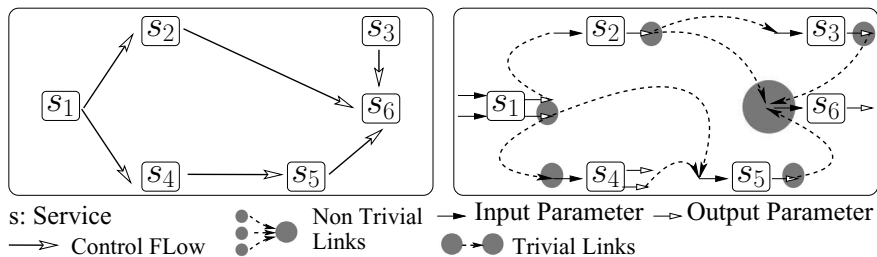 s2 s3 s2 s3
s1 s6 s1 s6
s4 s5 s4 s5
s: Service
Non Trivial Links
Input Parameter
Output Parameter
Control FLow
Trivial Links